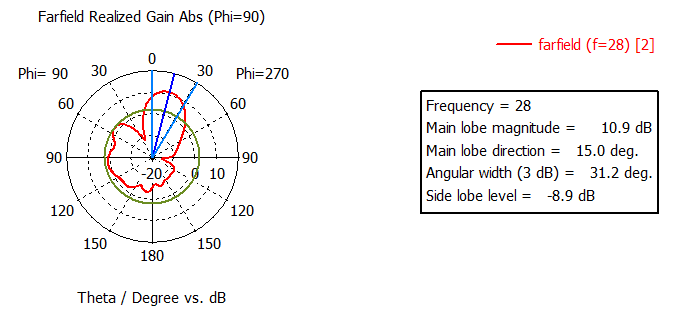 Farfield Realized Gain Abs (Phi=90)
farfield (f=28) [2]
0
30
30
Phi= 90
Phi=270
60
60
90
-20
0
10
90
120
120
150
150
180
Theta / Degree vs. dB
Frequency = 28
Main lobe magnitude = 10.9 dB
Main lobe direction = 15.0 deg.
Angular width (3 dB) = 31.2 deg.
Side lobe level = -8.9 dB